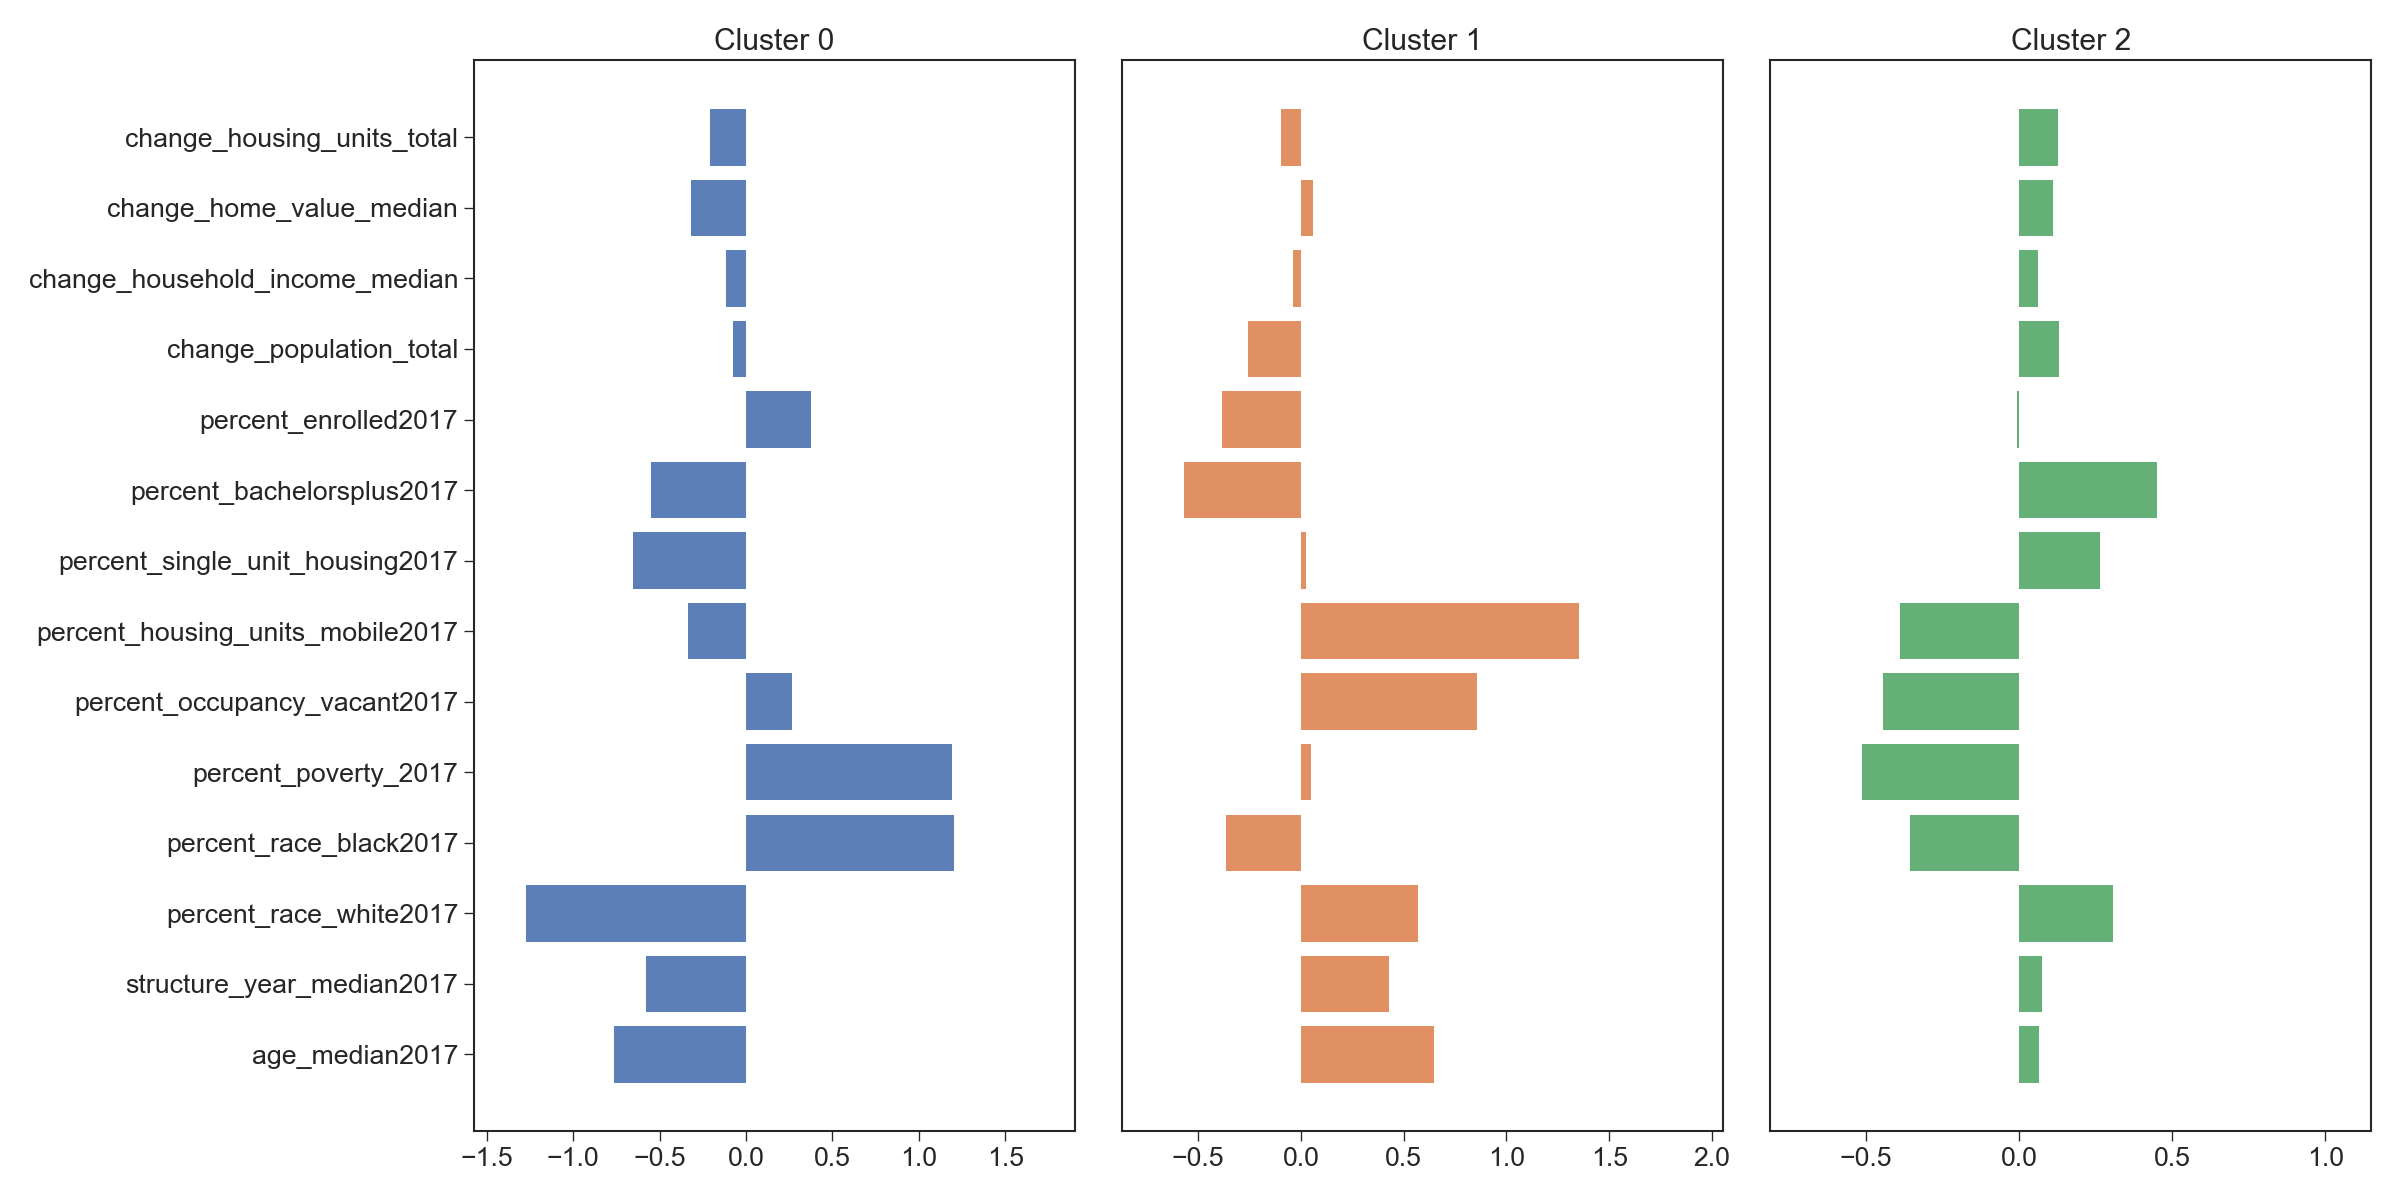 Cluster 0
Cluster 1
Cluster 2
change_housing_units_total
change_home_value_median
change_household_income_median
change_population_total
percent_enrolled2017
percent_bachelorsplus2017
percent_single_unit_housing2017
percent_housing_units_mobile2017
percent_occupancy_vacant2017
percent_poverty_2017
percent_race_black2017
percent_race_white2017
structure_year_median2017
age_median2017
−1.5 −1.0 −0.5 0.0 0.5 1.0 1.5
−0.5 0.0 0.5 1.0 1.5 2.0
−0.5 0.0 0.5 1.0